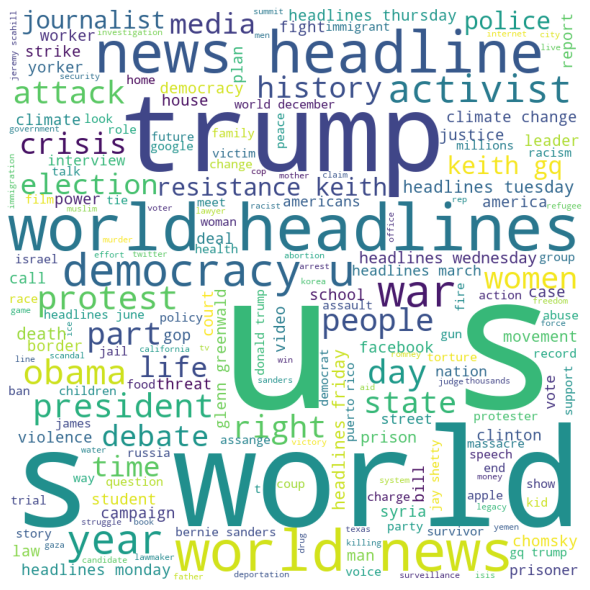 summit
internet
city
journalist
media
fight
immigrant
headlines thursday
police
report
investigation
men
live
worker
strike
yorker
jeremy scahill
security
news headline
plan
attack
home
democracy
history
activist
government
climate
look
role
house
world december
peace
climate change
trump
crisis
future
google
victim
family
change
cop
mother
claim
justice
millions
racism
leader
interview
talk
immigration
muslim
film
power
tie
election
resistance keith
keith gq
voter
racist
meet
lawyer
woman
americans
office
america
rep
headlines tuesday
refugee
world headlines
murder
effort
twitter
deal
health
abortion
arrest
korea
israel
call
democracy u
headlines wednesday
group
women
race
game
headlines june
protest
ice
policy
court
school
assault
war
action
case
freedom
force
fire
abuse
death
border
line
scandal
part
gop
jail
california
tv
video
donald trump
win
people
gun
facebook
romney
torture
movement
record
obama
life
ban
food
threat
children
glenn greenwald
sanders
democrat
puerto rico
aid
day
nation
judge
thousands
support
president
right
state
vote
street
protester
violence
james
russia
victory
water
debate
assange
headlines friday
prison
clinton
massacre
speech
trial
time
way
question
coup
system
money
charge
bill
jay shetty
end
show
u s
s world
story
struggle
book
student
campaign
bernie sanders
syria
apple
kid
party
legacy
law
gaza
year
texas
survivor
yemen
chomsky
candidate
lawmaker
drug
world news
killing
man
gq trump
headlines monday
father
deportation
voice
surveillance
isis
prisoner